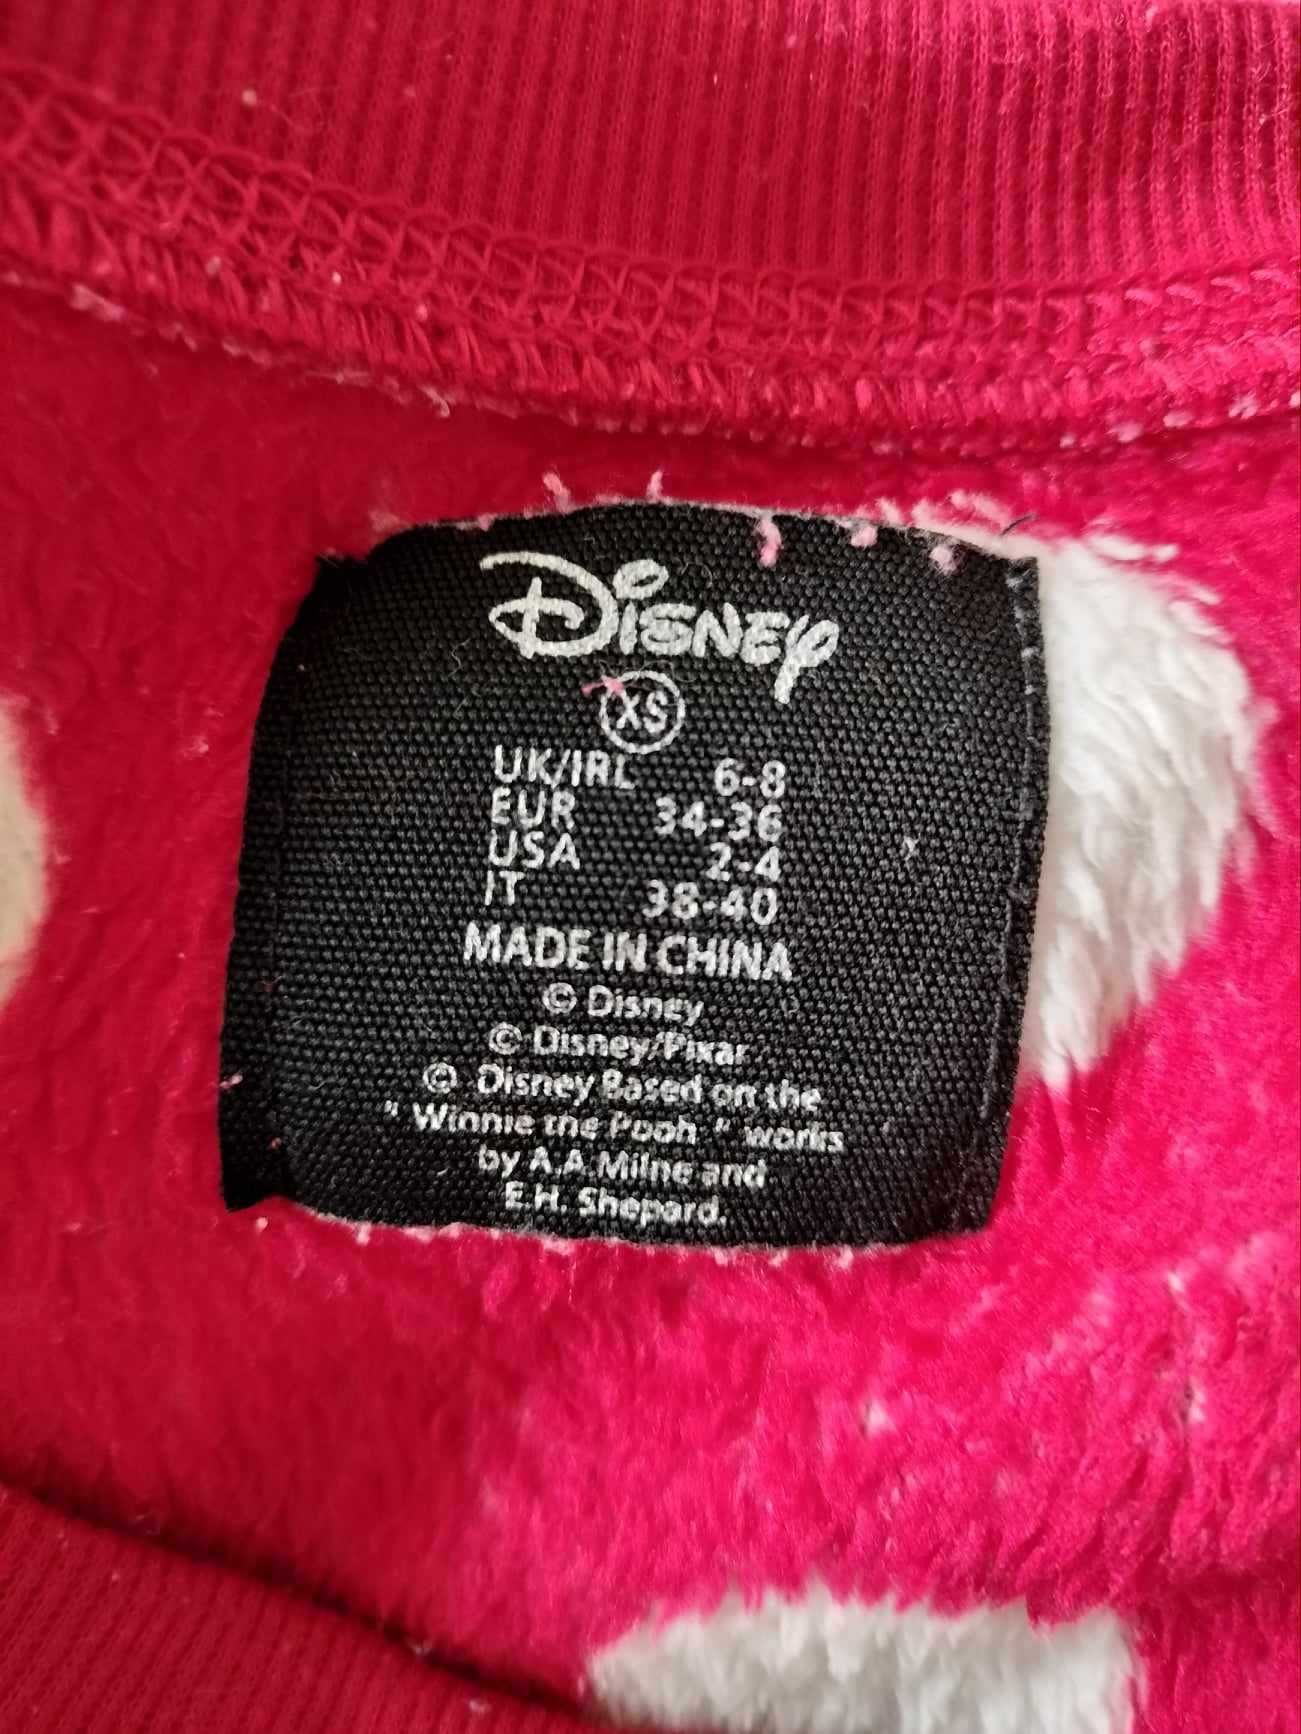 Disney
XS
UK/IRL 6-8
EUR 34-36
USA 2-4
IT 38-40
MADE IN CHINA
© Disney
© Disney/Pixar
© Disney Based on the
" Winnie the Pooh " works
by A.A.Milne and
E.H. Shepard.